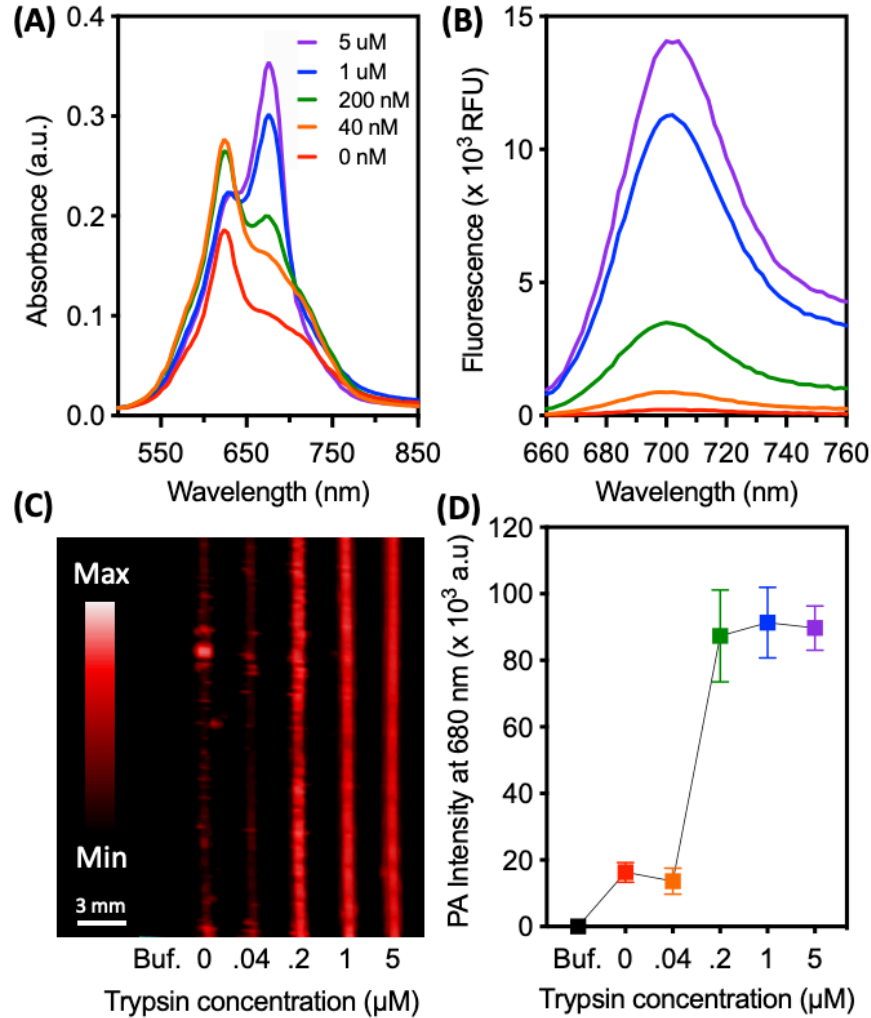 (A)
0.4
0.3
0.2
0.1
0.0
Absorbance (a.u.)
5 uM
1 uM
200 nM
40 nM
0 nM
550 650 750 850
Wavelength (nm)
(B)
15
10
5
0
Fluorescence (x 10³ RFU)
660 680 700 720 740 760
Wavelength (nm)
(C)
Max
Min
3 mm
Buf. 0 .04 .2 1 5
Trypsin concentration (µM)
(D)
120
100
80
60
40
20
0
PA Intensity at 680 nm (x 10³ a.u)
Buf. 0 .04 .2 1 5
Trypsin concentration (µM)